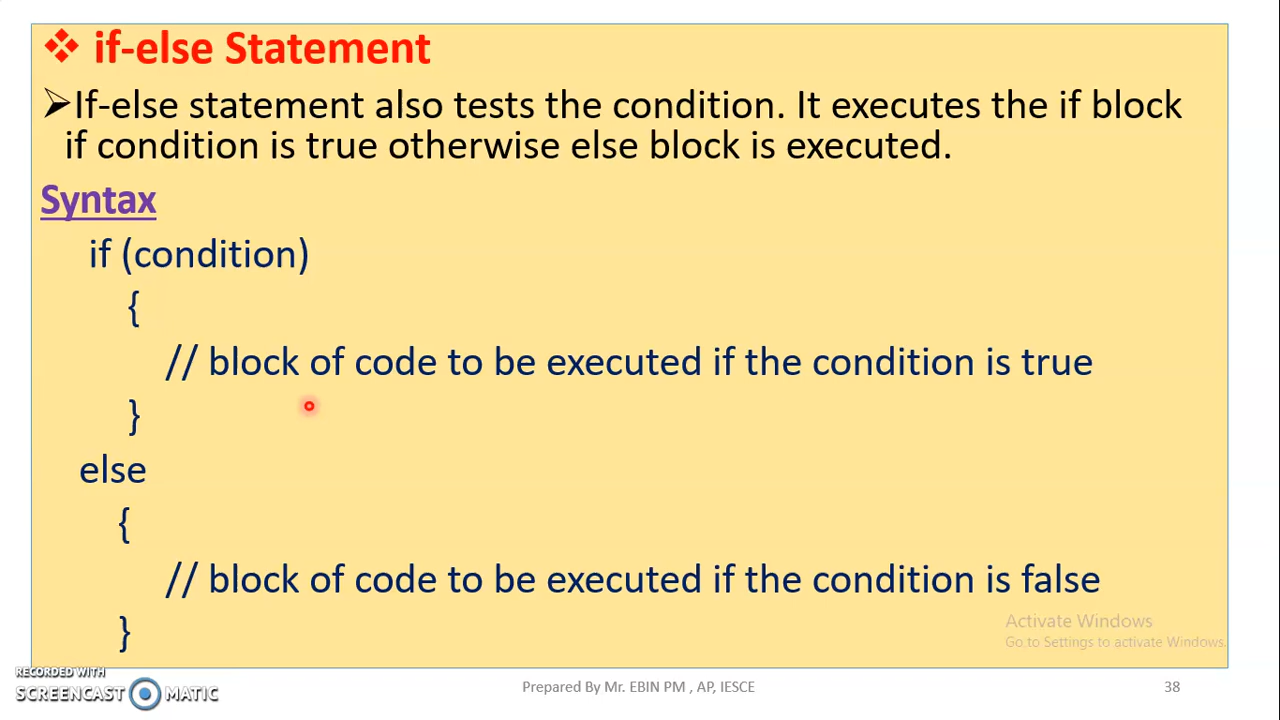 ❖ if-else Statement
➢If-else statement also tests the condition. It executes the if block
if condition is true otherwise else block is executed.
Syntax
if (condition)
{
// block of code to be executed if the condition is true
}
else
{
// block of code to be executed if the condition is false
}
Activate Windows
Go to Settings to activate Windows.
RECORDED WITH
SCREENCAST MATIC
Prepared By Mr. EBIN PM , AP, IESCE
38